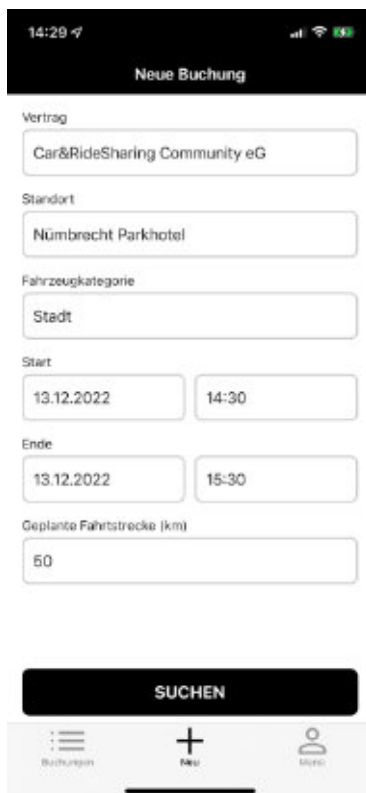 14:29
Neue Buchung
Vertrag
Car&RideSharing Community eG
Standort
Nümbrecht Parkhotel
Fahrzeugkategorie
Stadt
Start
13.12.2022 14:30
Ende
13.12.2022 15:30
Geplante Fahrtstrecke (km)
50
SUCHEN
Buchungen Neu Menü